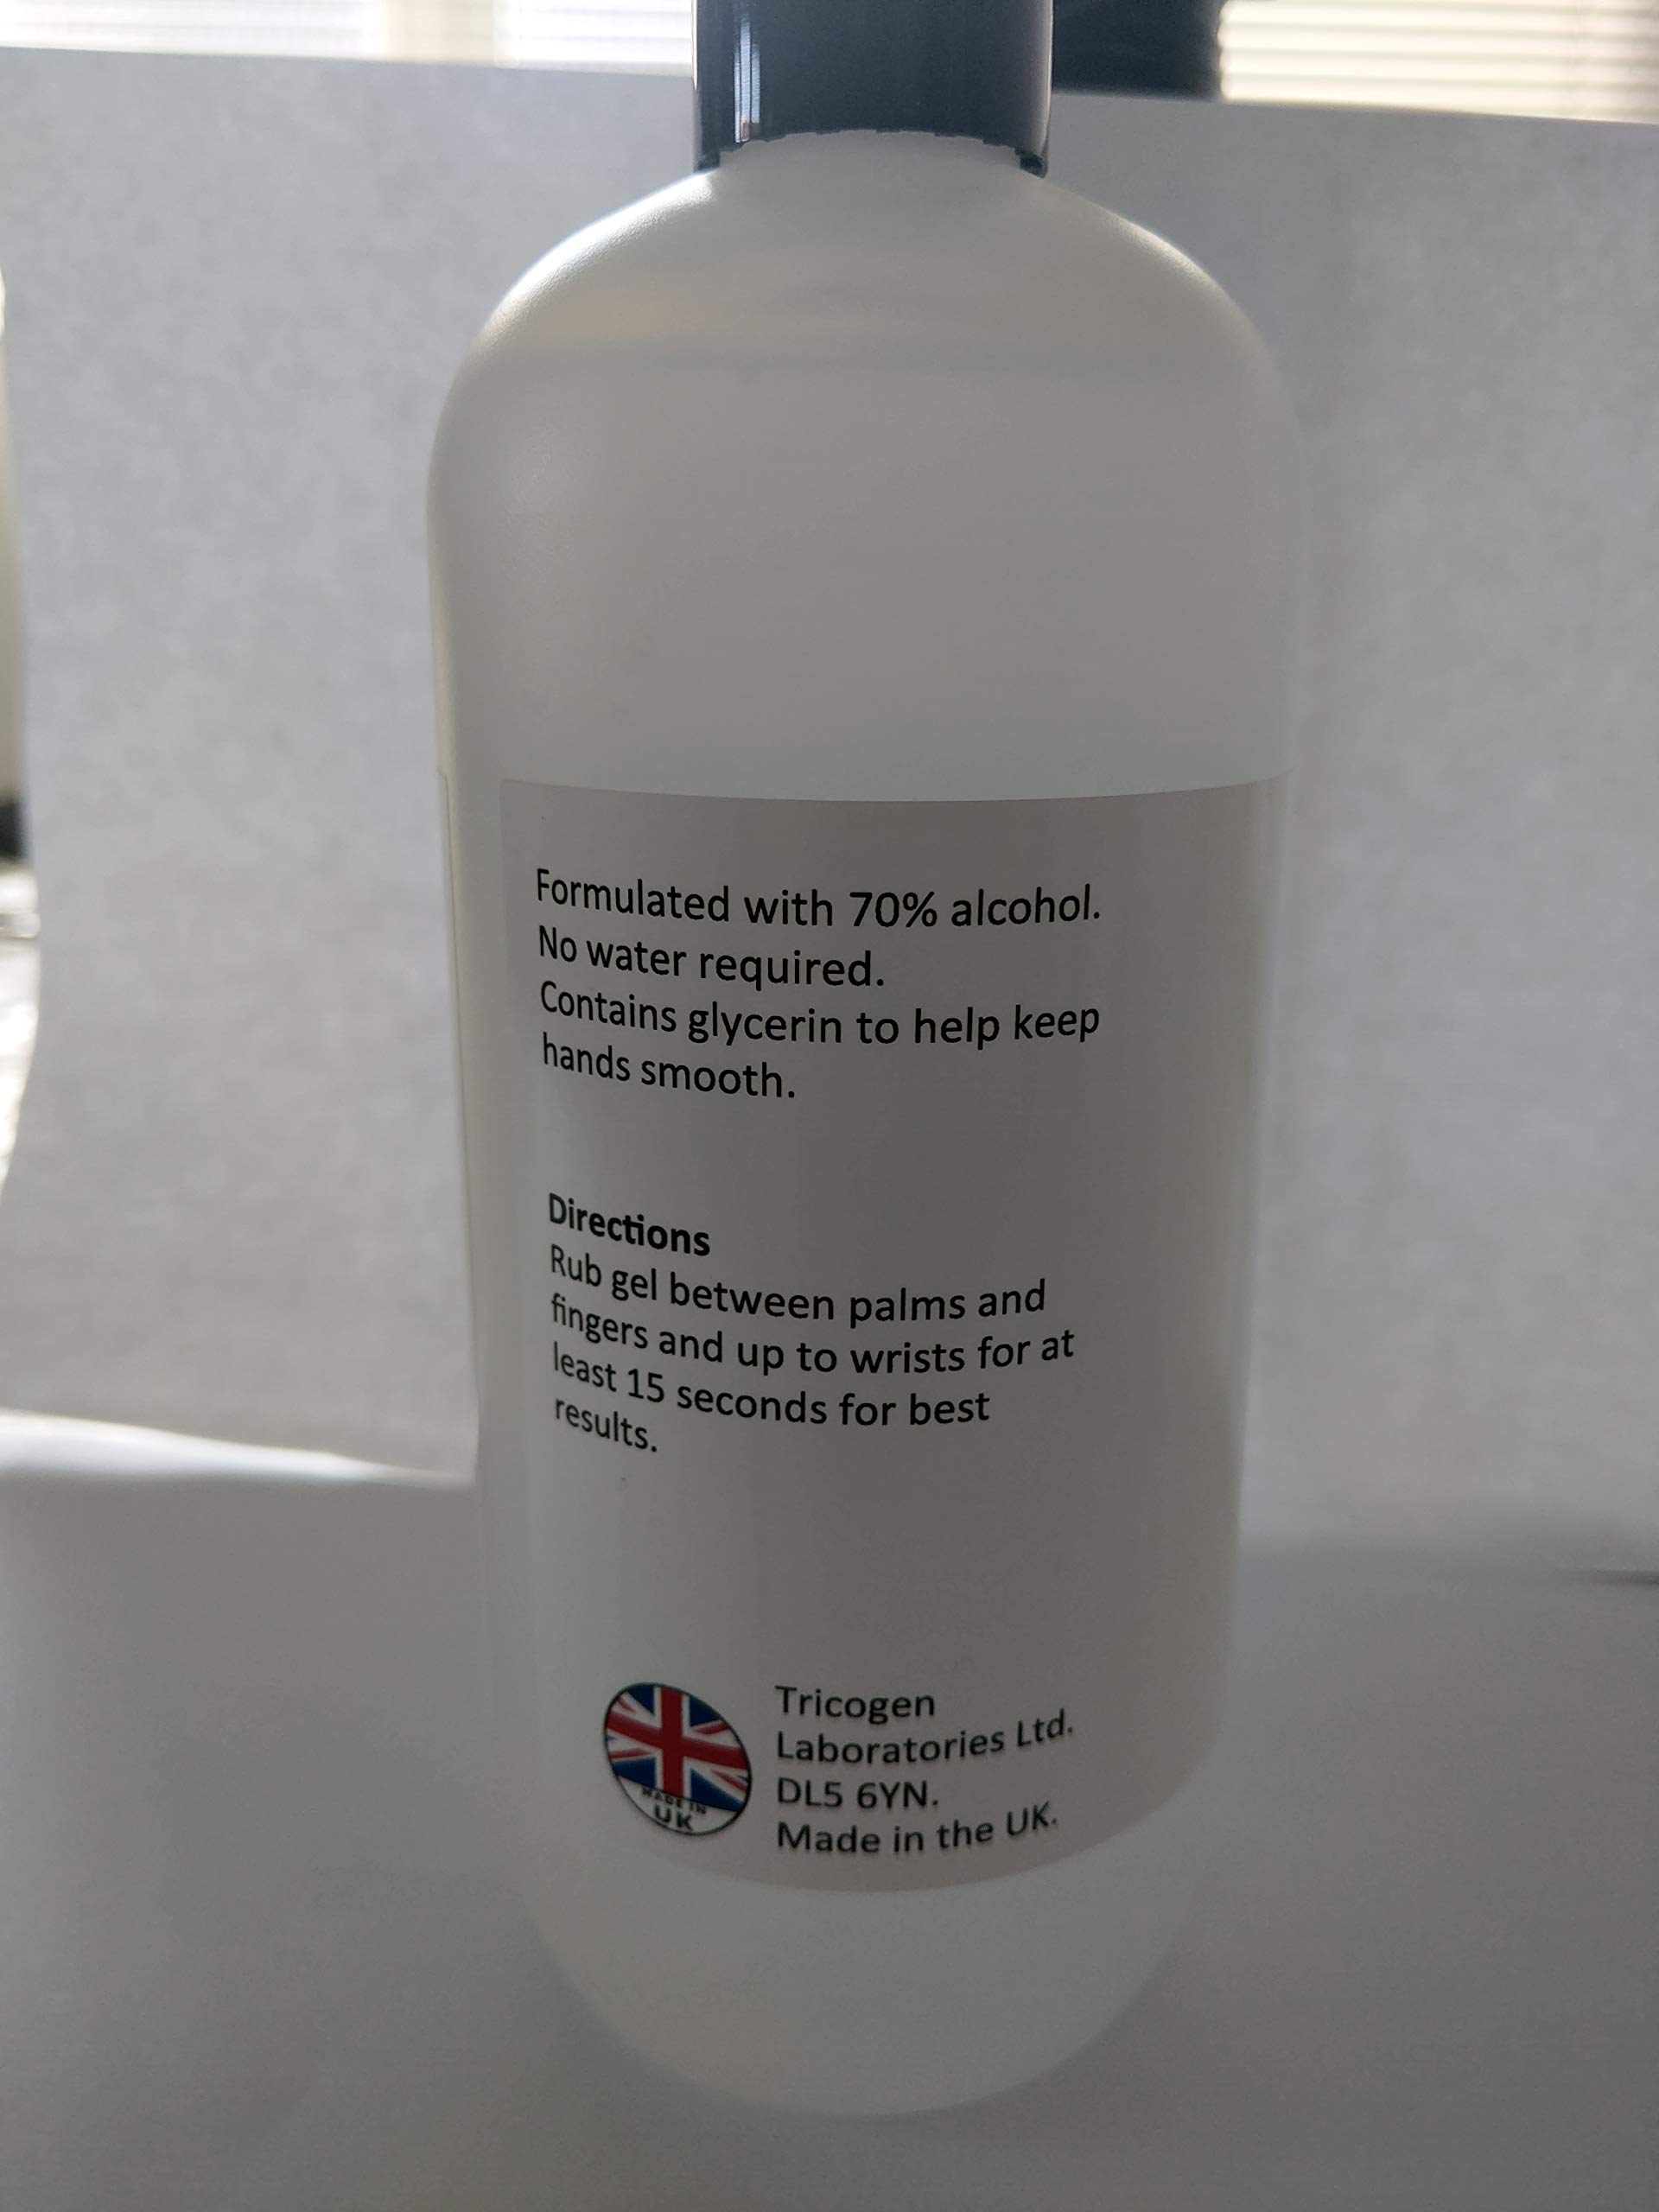 Formulated with 70% alcohol.
No water required.
Contains glycerin to help keep
hands smooth.
Directions
Rub gel between palms and
fingers and up to wrists for at
least 15 seconds for best
results.
MADE IN
UK
Tricogen
Laboratories Ltd.
DL5 6YN.
Made in the UK.